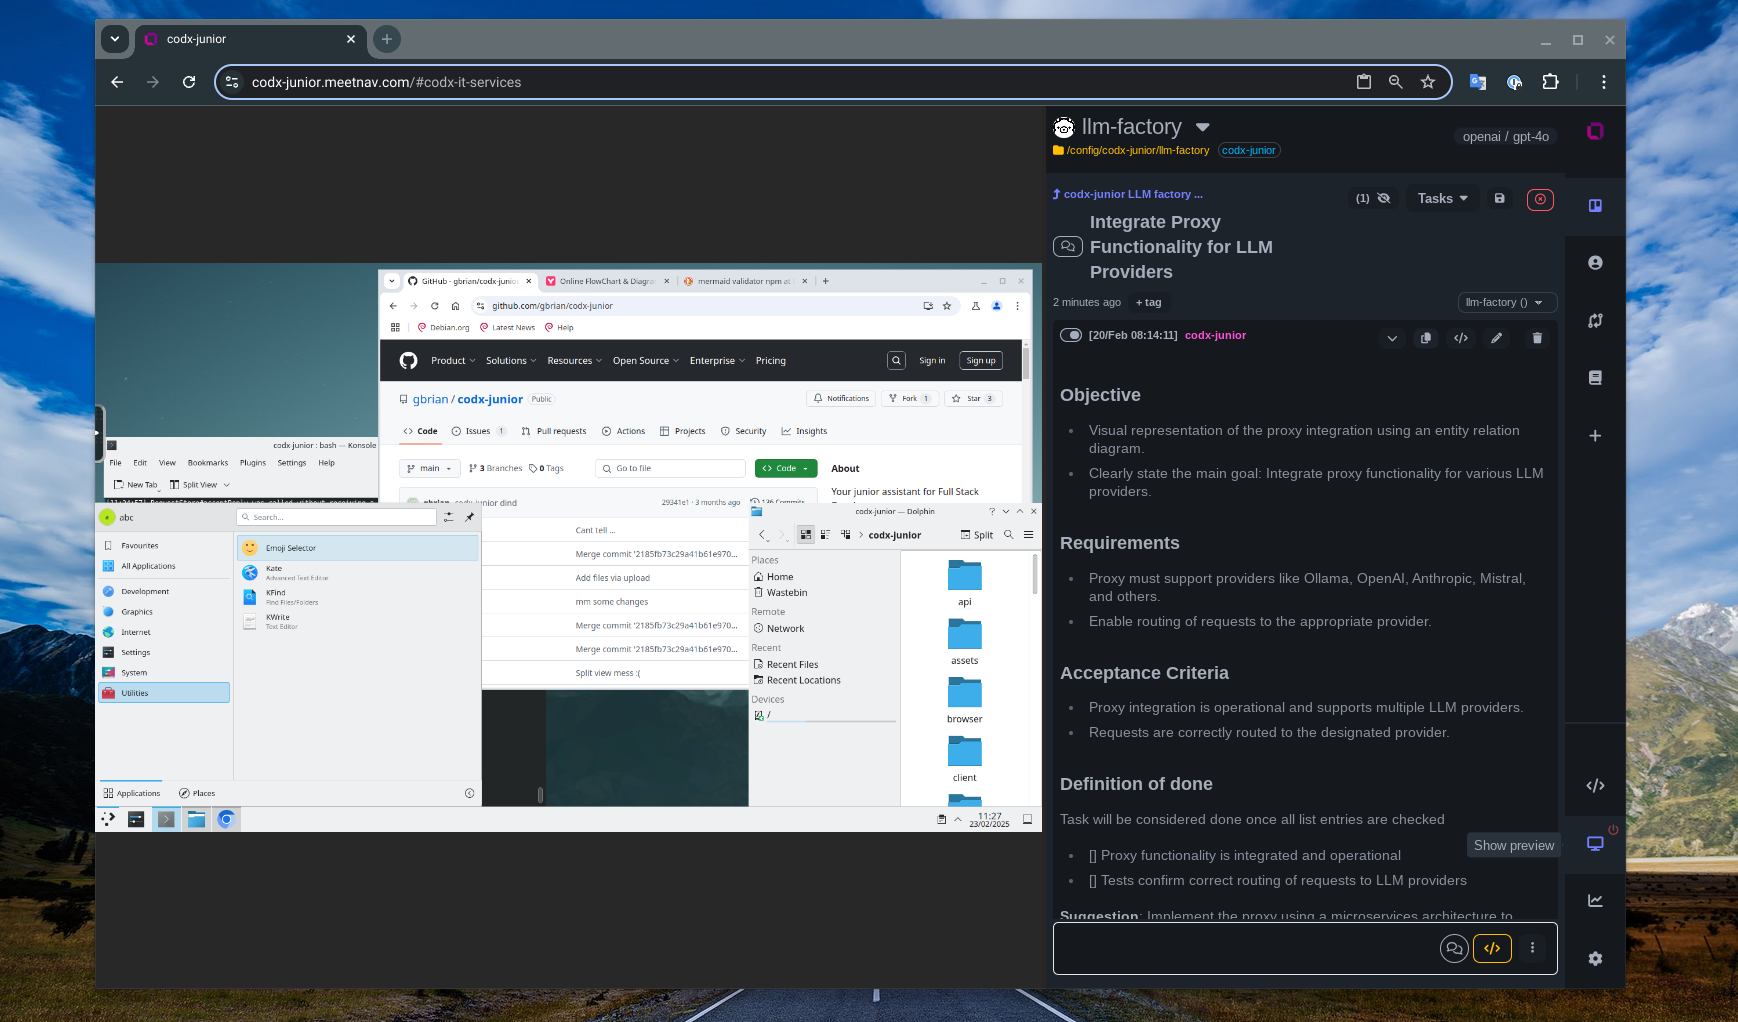 codx-junior
codx-junior.meetnav.com/#codx-it-services
llm-factory
openai / gpt-4o
/config/codx-junior/llm-factory
codx-junior
codx-junior LLM factory ...
(1)
Tasks
Integrate Proxy
Functionality for LLM
Providers
2 minutes ago
+ tag
llm-factory ()
[20/Feb 08:14:11] codx-junior
Objective
Visual representation of the proxy integration using an entity relation
diagram.
Clearly state the main goal: Integrate proxy functionality for various LLM
providers.
Requirements
Proxy must support providers like Ollama, OpenAI, Anthropic, Mistral,
and others.
Enable routing of requests to the appropriate provider.
Acceptance Criteria
Proxy integration is operational and supports multiple LLM providers.
Requests are correctly routed to the designated provider.
Definition of done
Task will be considered done once all list entries are checked
[] Proxy functionality is integrated and operational
[] Tests confirm correct routing of requests to LLM providers
Suggestion: Implement the proxy using a microservices architecture to
Show preview
GitHub - gbrian/codx-junior
Online FlowChart & Diagra
mermaid validator npm at
github.com/gbrian/codx-junior
Debian.org
Latest News
Help
Product
Solutions
Resources
Open Source
Enterprise
Pricing
Sign in
Sign up
gbrian / codx-junior
Public
Notifications
Fork 1
Star 3
Code
Issues 1
Pull requests
Actions
Projects
Security
Insights
main
3 Branches
0 Tags
Go to file
Code
About
Your junior assistant for Full Stack
gbrian codx-junior dind
29341e1 · 3 months ago
136 Commits
Cant tell ...
Merge commit '2185fb73c29a41b61e970...
Add files via upload
mm some changes
Merge commit '2185fb73c29a41b61e970...
Merge commit '2185fb73c29a41b61e970...
Split view mess :(
codx-junior : bash — Konsole
File
Edit
View
Bookmarks
Plugins
Settings
Help
New Tab
Split View
abc
Search...
Favourites
All Applications
Development
Graphics
Internet
Settings
System
Utilities
Emoji Selector
Kate
Advanced Text Editor
KFind
Find Files/Folders
KWrite
Text Editor
Applications
Places
codx-junior — Dolphin
codx-junior
Split
Places
Home
Wastebin
Remote
Network
Recent
Recent Files
Recent Locations
Devices
/
api
assets
browser
client
11:27
23/02/2025